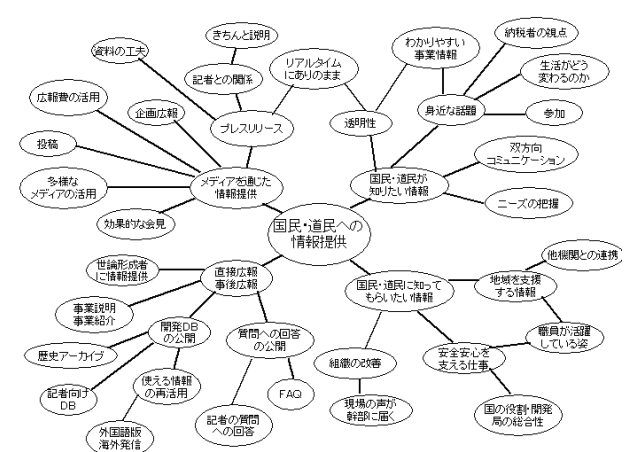 きちんと説明
資料の工夫
記者との関係
リアルタイム
にありのまま
わかりやすい
事業情報
納税者の視点
生活がどう
変わるのか
広報費の活用
企画広報
プレスリリース
透明性
身近な話題
参加
投稿
双方向
コミュニケーション
多様な
メディアの活用
メディアを通じた
情報提供
国民・道民が
知りたい情報
ニーズの把握
効果的な会見
国民・道民への
情報提供
世論形成者
に情報提供
直接広報
事後広報
国民・道民に知って
もらいたい情報
他機関との連携
地域を支援
する情報
事業説明
事業紹介
開発DB
の公開
質問への回答
の公開
職員が活躍
している姿
歴史アーカイブ
組織の改善
安全安心を
支える仕事
記者向け
DB
使える情報
の再活用
FAQ
現場の声が
幹部に届く
記者の質問
への回答
国の役割・開発
局の総合性
外国語版
海外発信